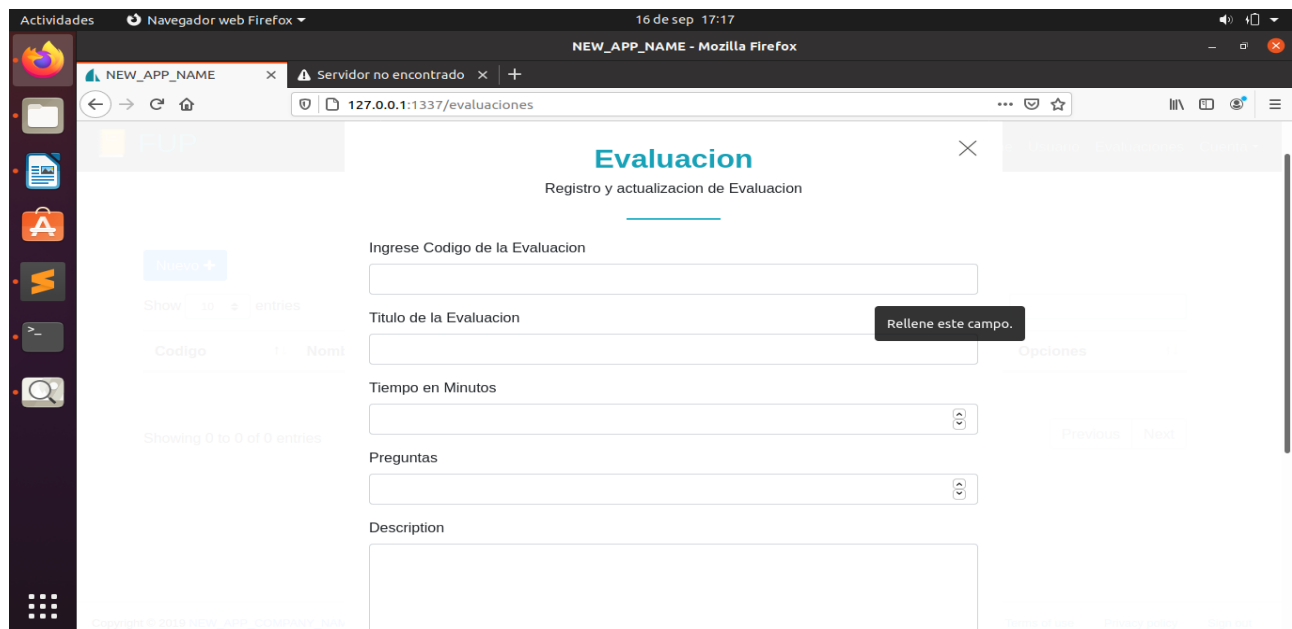 Actividades Navegador web Firefox 16 de sep 17:17
NEW_APP_NAME - Mozilla Firefox
NEW_APP_NAME Servidor no encontrado
127.0.0.1:1337/evaluaciones
Evaluacion
Registro y actualizacion de Evaluacion
Ingrese Codigo de la Evaluacion
Nuevo
Show 10 entries
Titulo de la Evaluacion
Rellene este campo.
Codigo Opciones
Tiempo en Minutos
Showing 0 to 0 of 0 entries Previous Next
Preguntas
Description
Copyright © 2019 NEW_APP_COMPANY_NAM